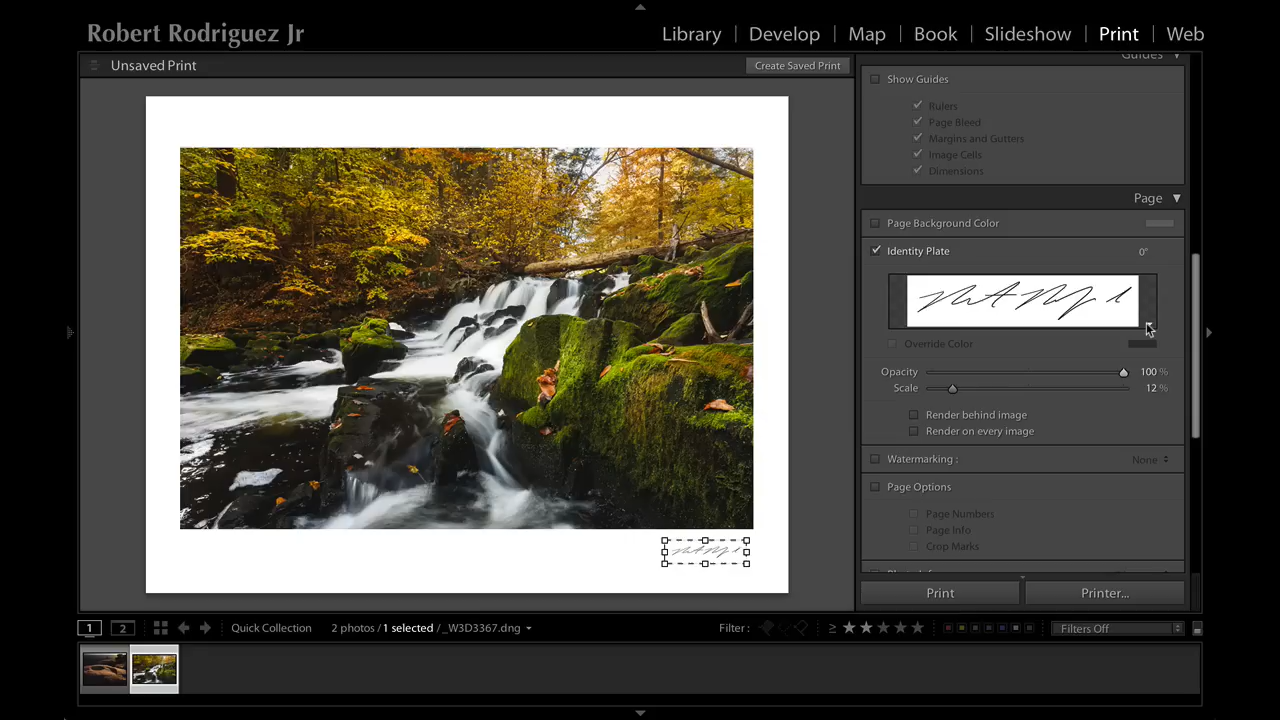 Robert Rodriguez Jr
Library | Develop | Map | Book | Slideshow | Print | Web
Unsaved Print
Create Saved Print
Show Guides
Rulers
Page Bleed
Margins and Gutters
Image Cells
Dimensions
Page
Page Background Color
Identity Plate 0°
Override Color
Opacity 100 %
Scale 12 %
Render behind image
Render on every image
Watermarking : None
Page Options
Page Numbers
Page Info
Crop Marks
Print
Printer...
1 2 Quick Collection 2 photos / 1 selected / _W3D3367.dng Filter : ≥ ★★★★★ Filters Off